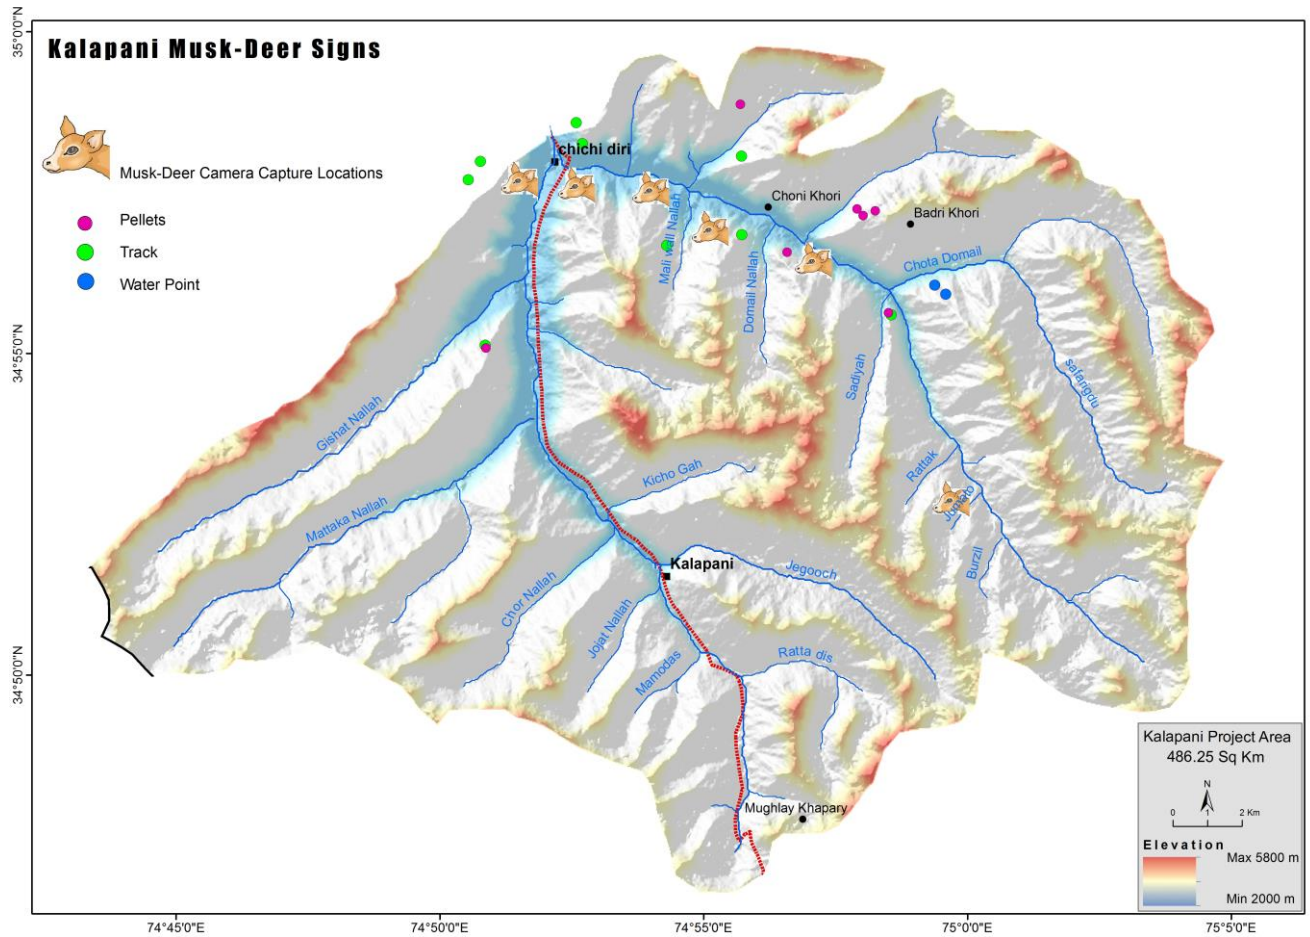 Kalapani Musk-Deer Signs
Musk-Deer Camera Capture Locations
Pellets
Track
Water Point
chichi diri
Choni Khori
Badri Khori
Mali wali Nallah
Domail Nallah
Chota Domail
Sadiyah
safangdu
Gishat Nallah
Mattaka Nallah
Kicho Gah
Rattak
Burzil
Kalapani
Jegooch
Chor Nallah
Jojat Nallah
Mamodas
Ratta dis
Mughlay Khapary
Kalapani Project Area
486.25 Sq Km
N
0 1 2 Km
Elevation
Max 5800 m
Min 2000 m
35°0'0"N
34°55'0"N
34°50'0"N
74°45'0"E
74°50'0"E
74°55'0"E
75°0'0"E
75°5'0"E